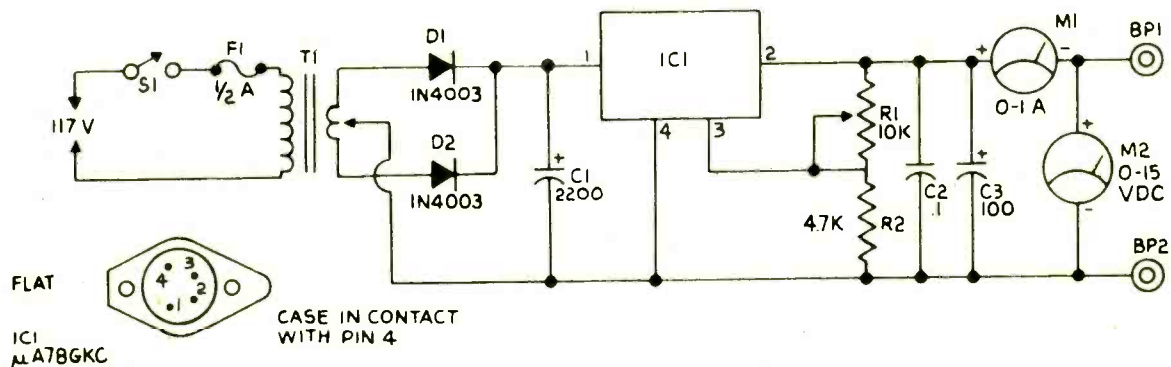 117 V
S1
F1
1/2 A
T1
D1
1N4003
D2
1N4003
C1
2200
+
1
IC1
2
4
3
R1
10K
4.7K
R2
C2
.1
+
C3
100
+
M1
-
0-1 A
+
M2
0-15
VDC
-
BP1
BP2
FLAT
4
3
2
1
IC1
μA78GKC
CASE IN CONTACT
WITH PIN 4